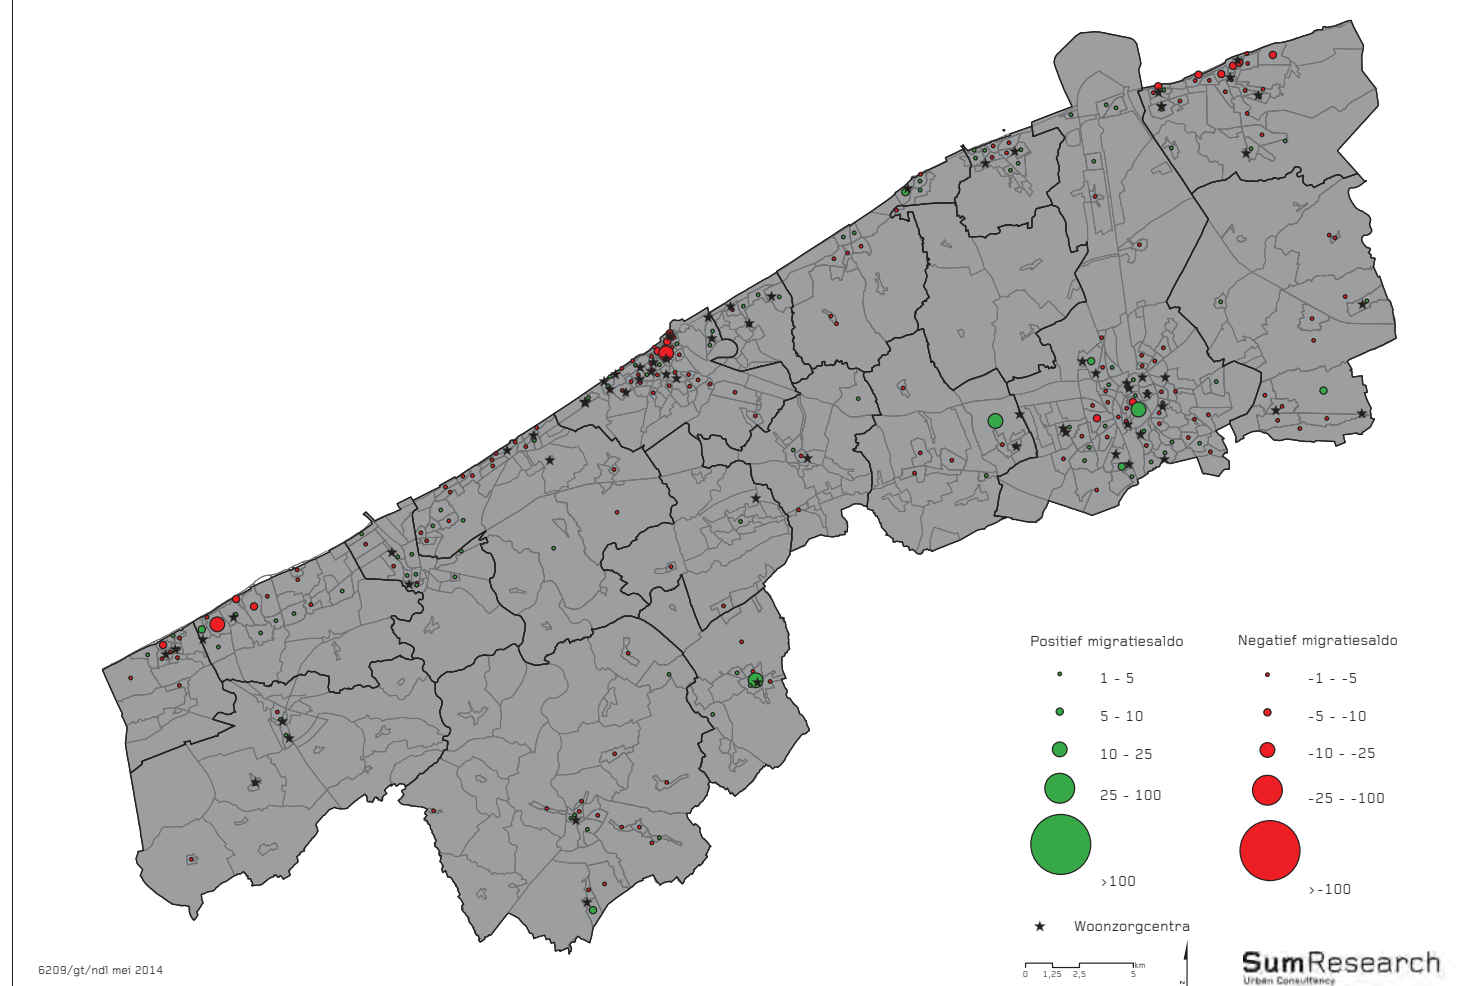 Positief migratiesaldo
Negatief migratiesaldo
1 - 5
-1 - -5
5 - 10
-5 - -10
10 - 25
-10 - -25
25 - 100
-25 - -100
>100
>-100
Woonzorgcentra
km
0 1,25 2,5 5
N
6209/gt/ndl mei 2014
SumResearch
Urban Consultancy